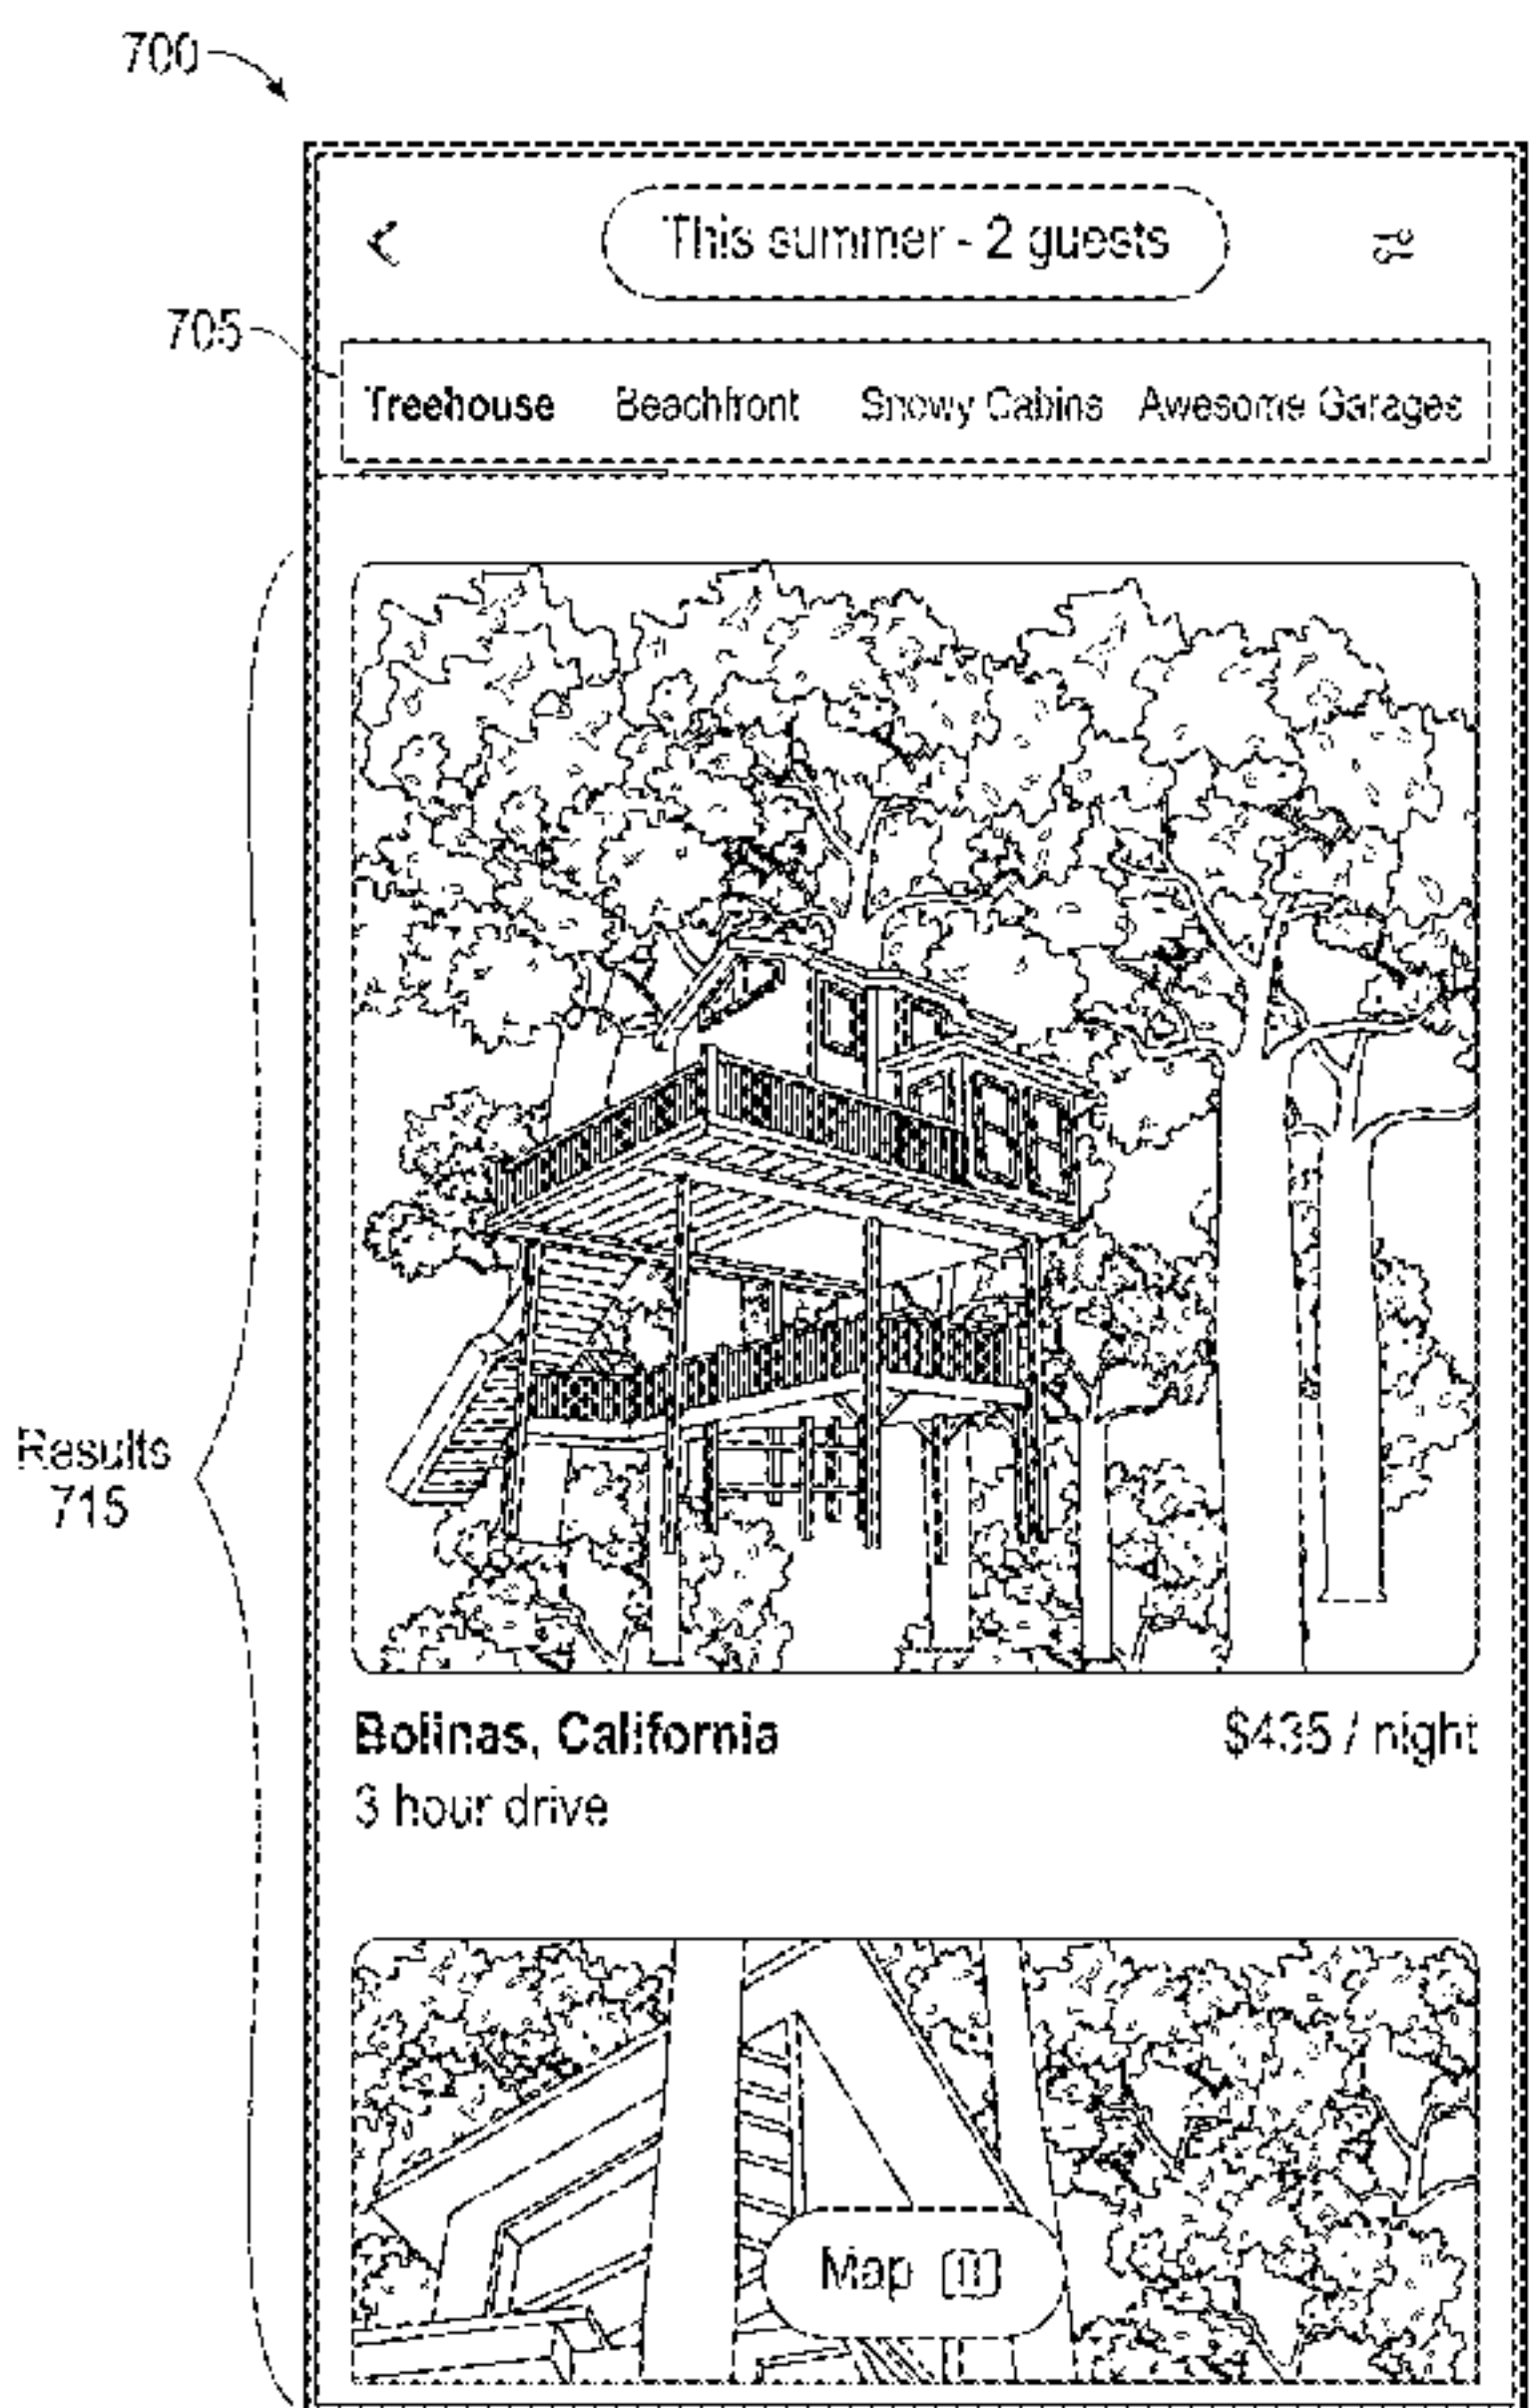 700
This summer - 2 guests
705
Treehouse Beachfront Snowy Cabins Awesome Garages
Results
715
Bolinas, California $435 / night
3 hour drive
Map